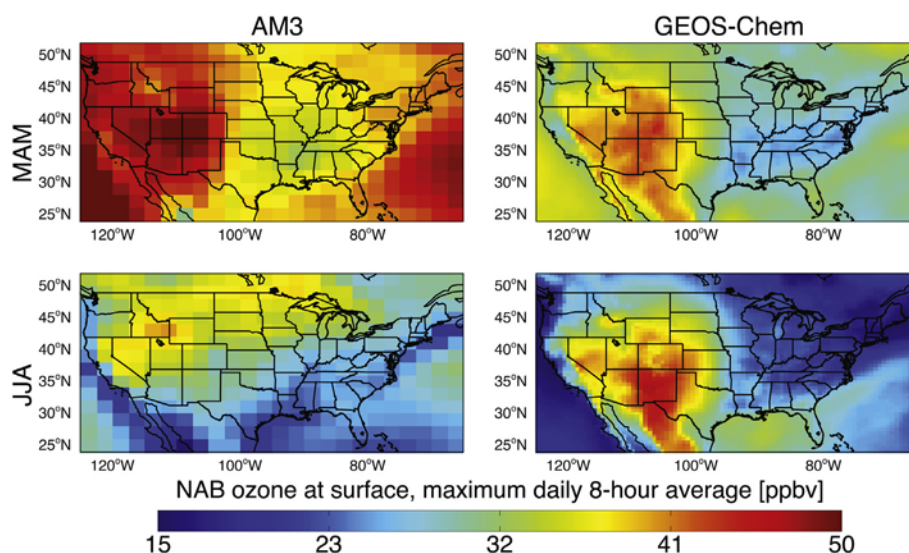 AM3
GEOS-Chem
MAM
50°N
45°N
40°N
35°N
30°N
25°N
120°W
100°W
80°W
50°N
45°N
40°N
35°N
30°N
25°N
120°W
100°W
80°W
JJA
50°N
45°N
40°N
35°N
30°N
25°N
120°W
100°W
80°W
50°N
45°N
40°N
35°N
30°N
25°N
120°W
100°W
80°W
NAB ozone at surface, maximum daily 8-hour average [ppbv]
15 23 32 41 50